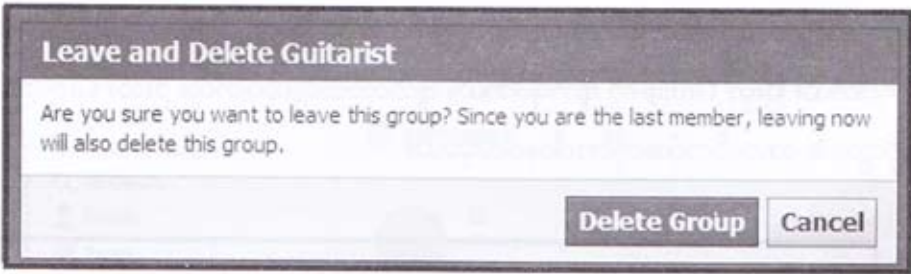 Leave and Delete Guitarist
Are you sure you want to leave this group? Since you are the last member, leaving now
will also delete this group.
Delete Group Cancel